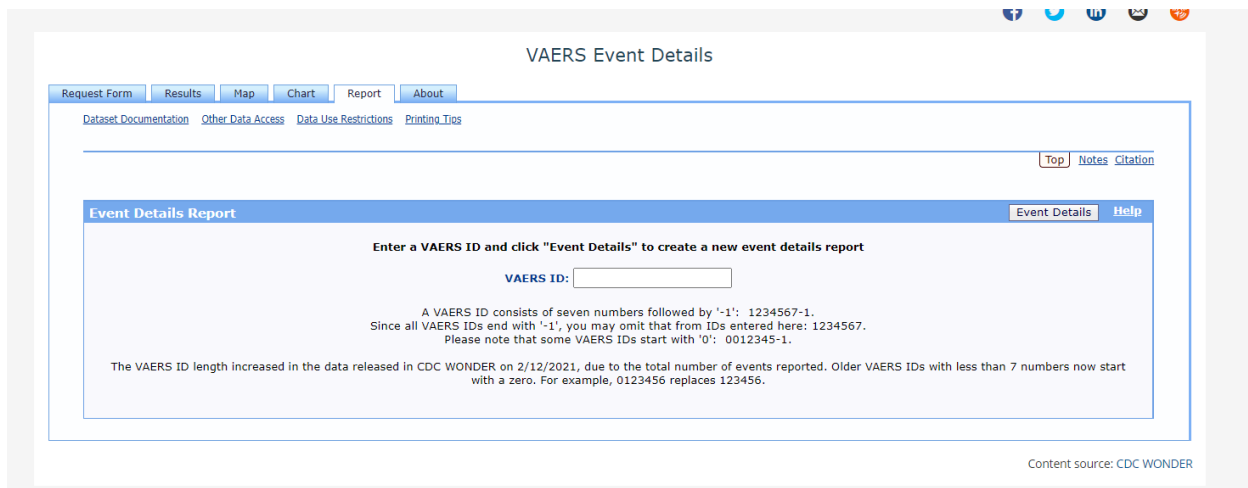 VAERS Event Details
Request Form Results Map Chart Report About
Dataset Documentation Other Data Access Data Use Restrictions Printing Tips
Top Notes Citation
Event Details Report Event Details Help
Enter a VAERS ID and click "Event Details" to create a new event details report
VAERS ID:
A VAERS ID consists of seven numbers followed by '-1': 1234567-1.
Since all VAERS IDs end with '-1', you may omit that from IDs entered here: 1234567.
Please note that some VAERS IDs start with '0': 0012345-1.
The VAERS ID length increased in the data released in CDC WONDER on 2/12/2021, due to the total number of events reported. Older VAERS IDs with less than 7 numbers now start
with a zero. For example, 0123456 replaces 123456.
Content source: CDC WONDER